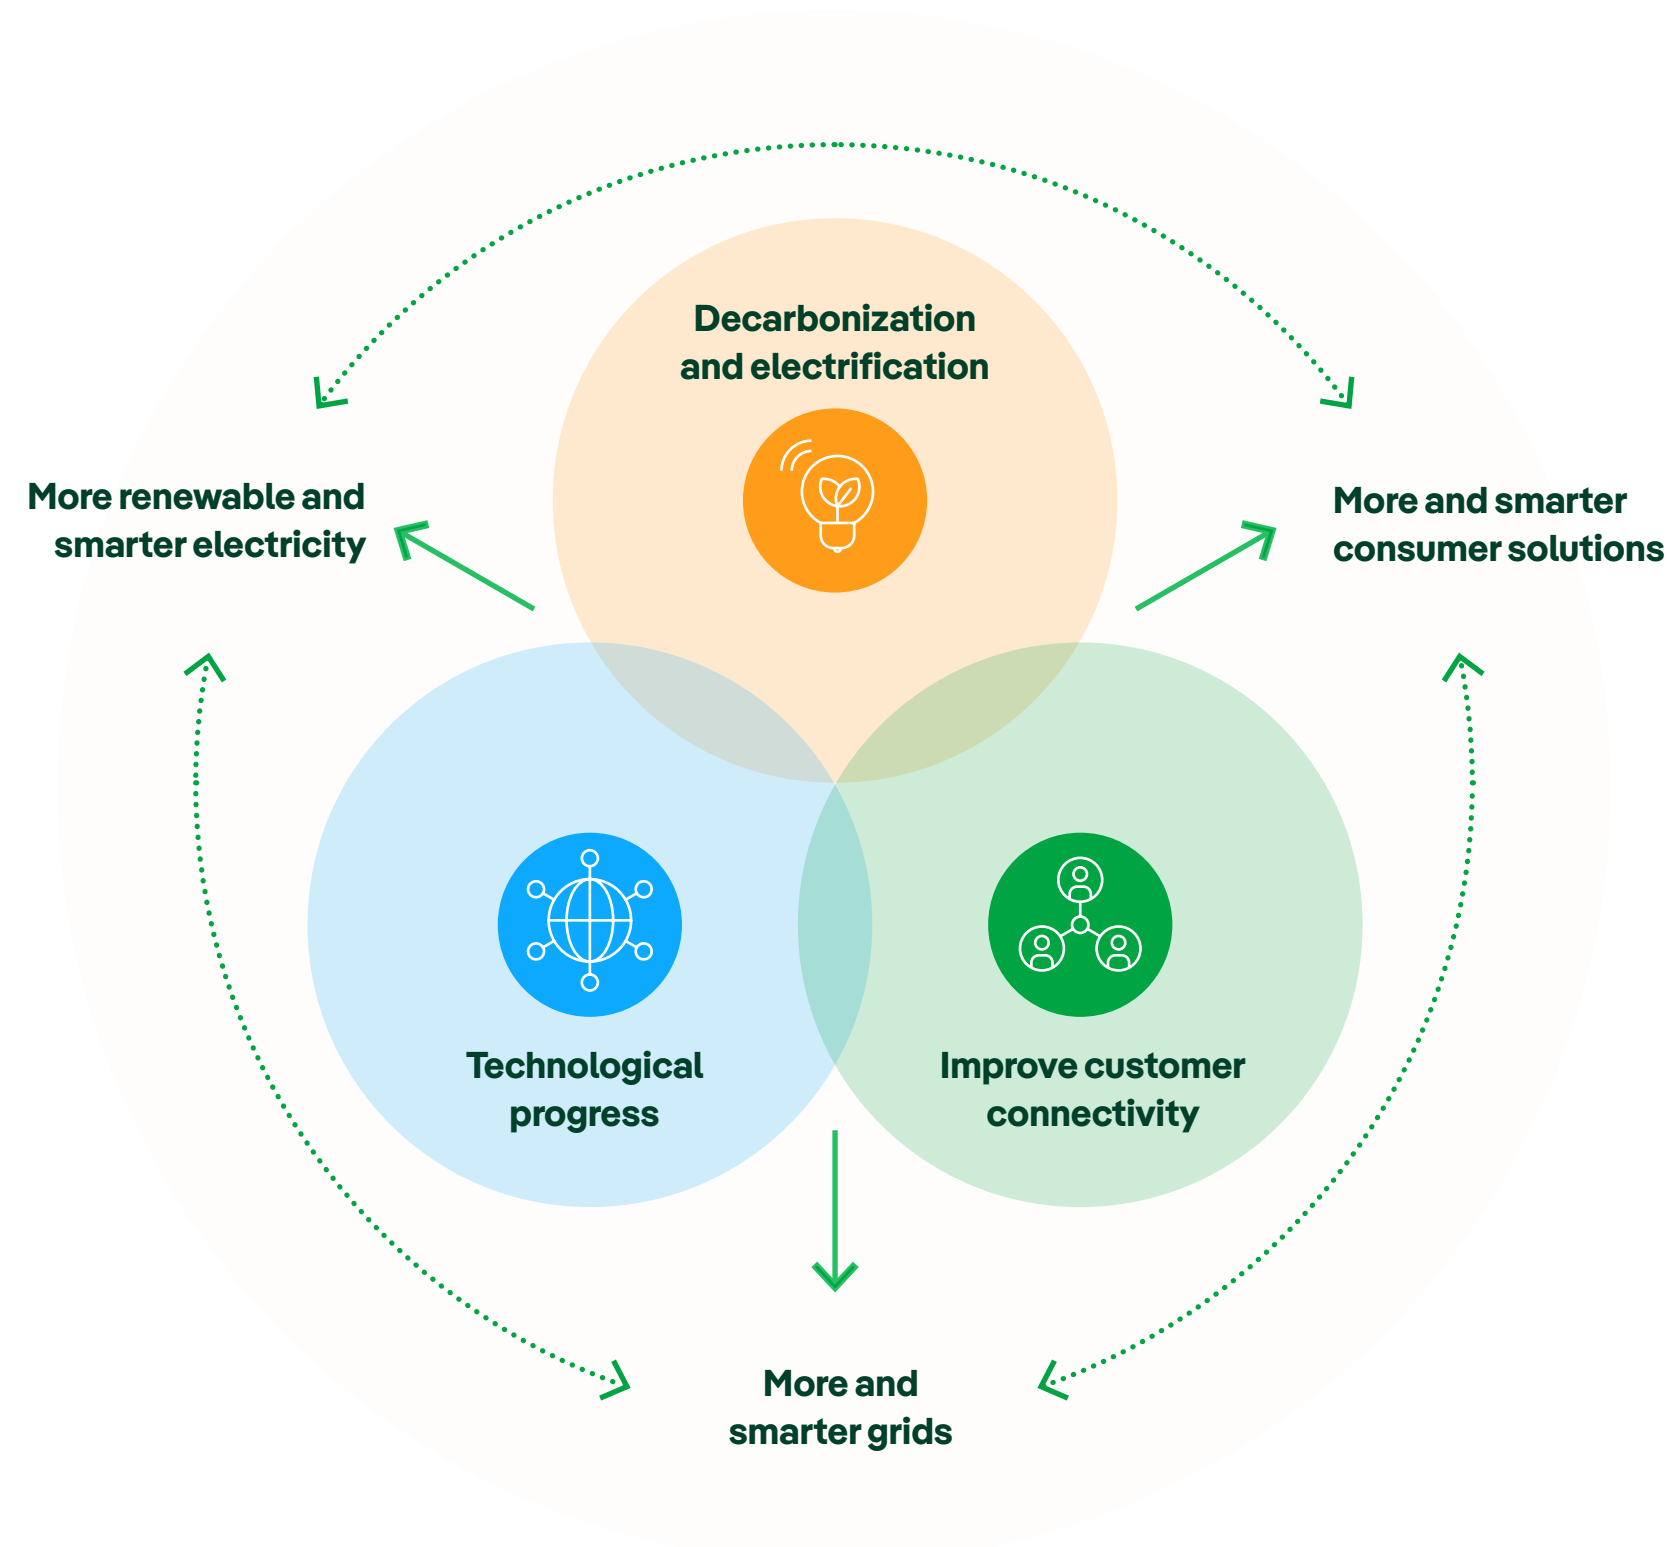 Decarbonization
and electrification
More renewable and
smarter electricity
More and smarter
consumer solutions
Technological
progress
Improve customer
connectivity
More and
smarter grids